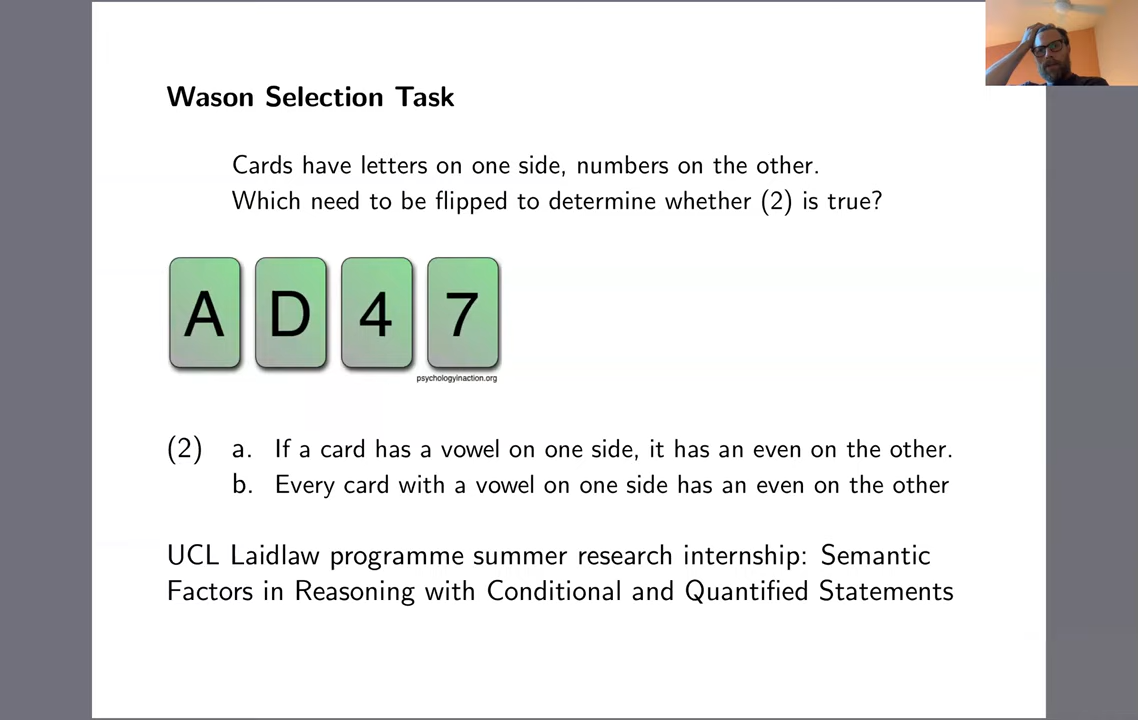 Wason Selection Task
Cards have letters on one side, numbers on the other.
Which need to be flipped to determine whether (2) is true?
A D 4 7
psychologyinaction.org
(2) a. If a card has a vowel on one side, it has an even on the other.
b. Every card with a vowel on one side has an even on the other
UCL Laidlaw programme summer research internship: Semantic
Factors in Reasoning with Conditional and Quantified Statements